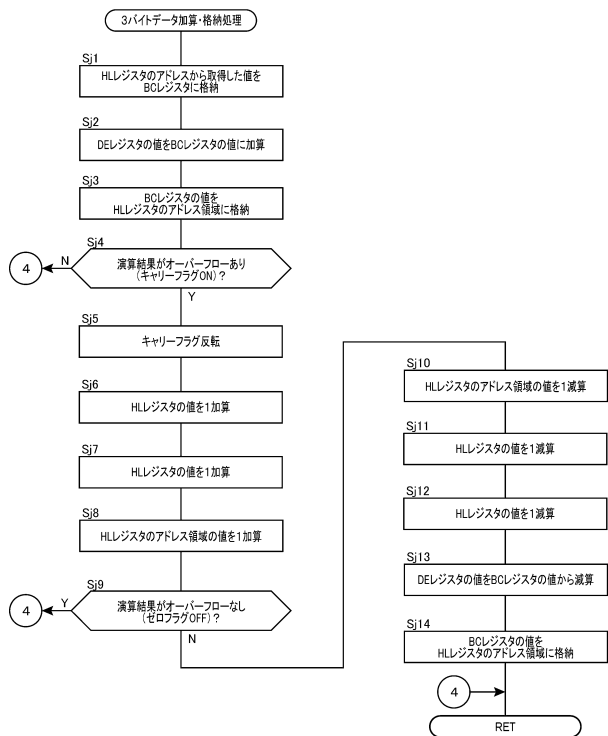 3バイトデータ加算・格納処理
Sj1
HLレジスタのアドレスから取得した値を
BCレジスタに格納
Sj2
DEレジスタの値をBCレジスタの値に加算
Sj3
BCレジスタの値を
HLレジスタのアドレス領域に格納
Sj4
演算結果がオーバーフローあり
(キャリーフラグON)?
N
4
Y
Sj5
キャリーフラグ反転
Sj6
HLレジスタの値を1加算
Sj7
HLレジスタの値を1加算
Sj8
HLレジスタのアドレス領域の値を1加算
Sj9
演算結果がオーバーフローなし
(ゼロフラグOFF)?
Y
4
N
Sj10
HLレジスタのアドレス領域の値を1減算
Sj11
HLレジスタの値を1減算
Sj12
HLレジスタの値を1減算
Sj13
DEレジスタの値をBCレジスタの値から減算
Sj14
BCレジスタの値を
HLレジスタのアドレス領域に格納
4
RET